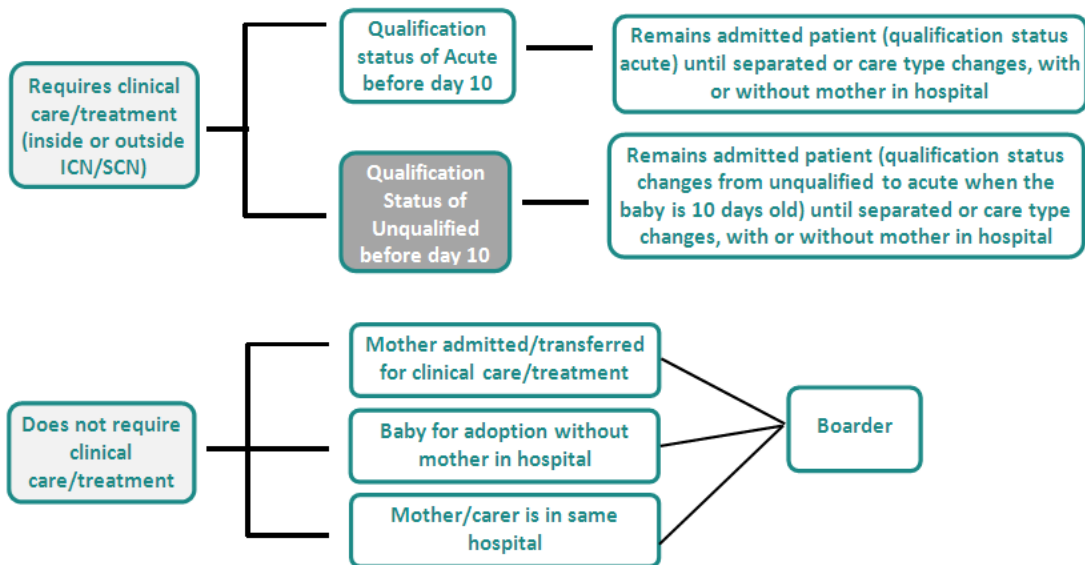 Requires clinical
care/treatment
(inside or outside
ICN/SCN)
Qualification
status of Acute
before day 10
Remains admitted patient (qualification status
acute) until separated or care type changes, with
or without mother in hospital
Qualification
Status of
Unqualified
before day 10
Remains admitted patient (qualification status
changes from unqualified to acute when the
baby is 10 days old) until separated or care type
changes, with or without mother in hospital
Does not require
clinical
care/treatment
Mother admitted/transferred
for clinical care/treatment
Baby for adoption without
mother in hospital
Mother/carer is in same
hospital
Boarder